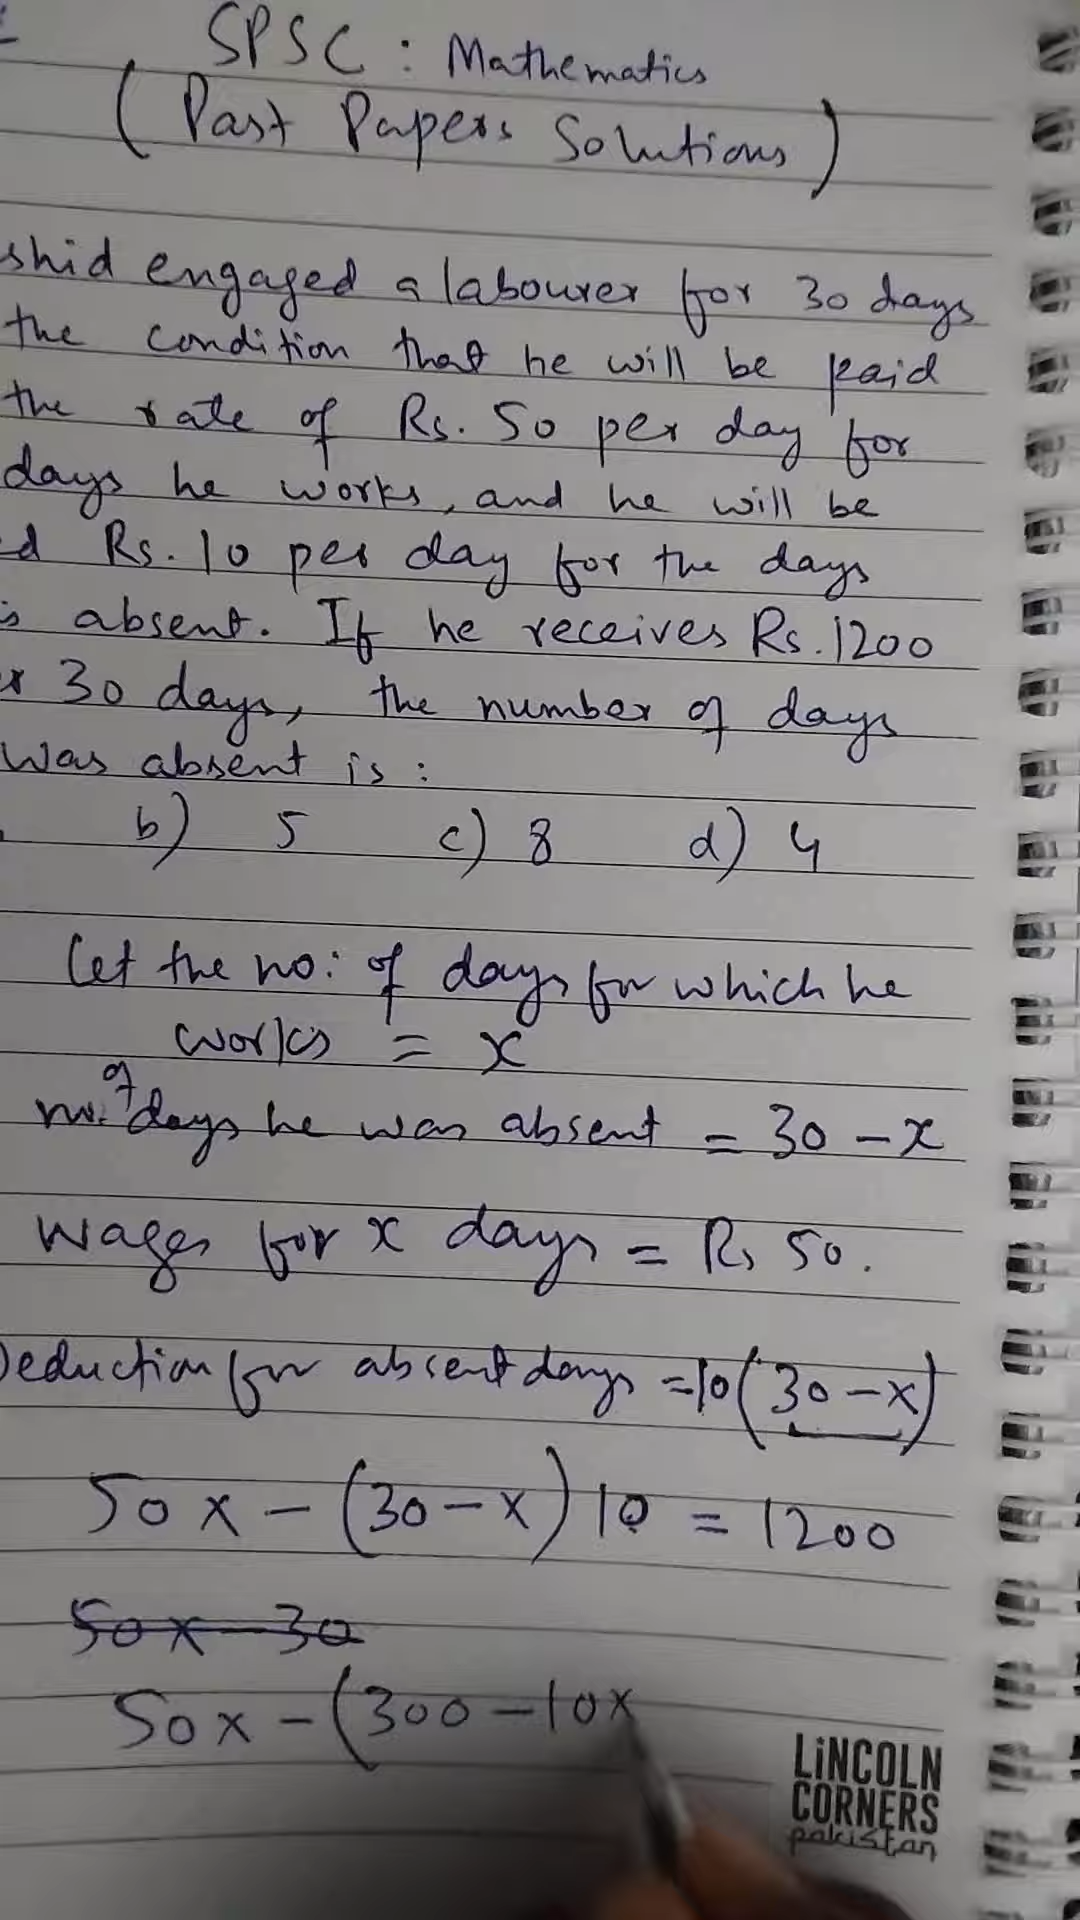 SPSC : Mathematics
(Past Papers Solutions)
shid engaged a labourer for 30 days
the condition that he will be paid
the rate of Rs. 50 per day for
days he works, and he will be
d Rs. 10 per day for the days
s absent. If he receives Rs. 1200
r 30 days, the number of days
was absent is :
b) 5 c) 8 d) 4
Let the no: of days for which he
works = x
no. of days he was absent = 30 - x
wages for x days = Rs 50.
Deduction for absent days = 10(30 - x)
50x - (30 - x) 10 = 1200
50x - 30
50x - (300 - 10x
LiNCOLN
CORNERS
pakistan